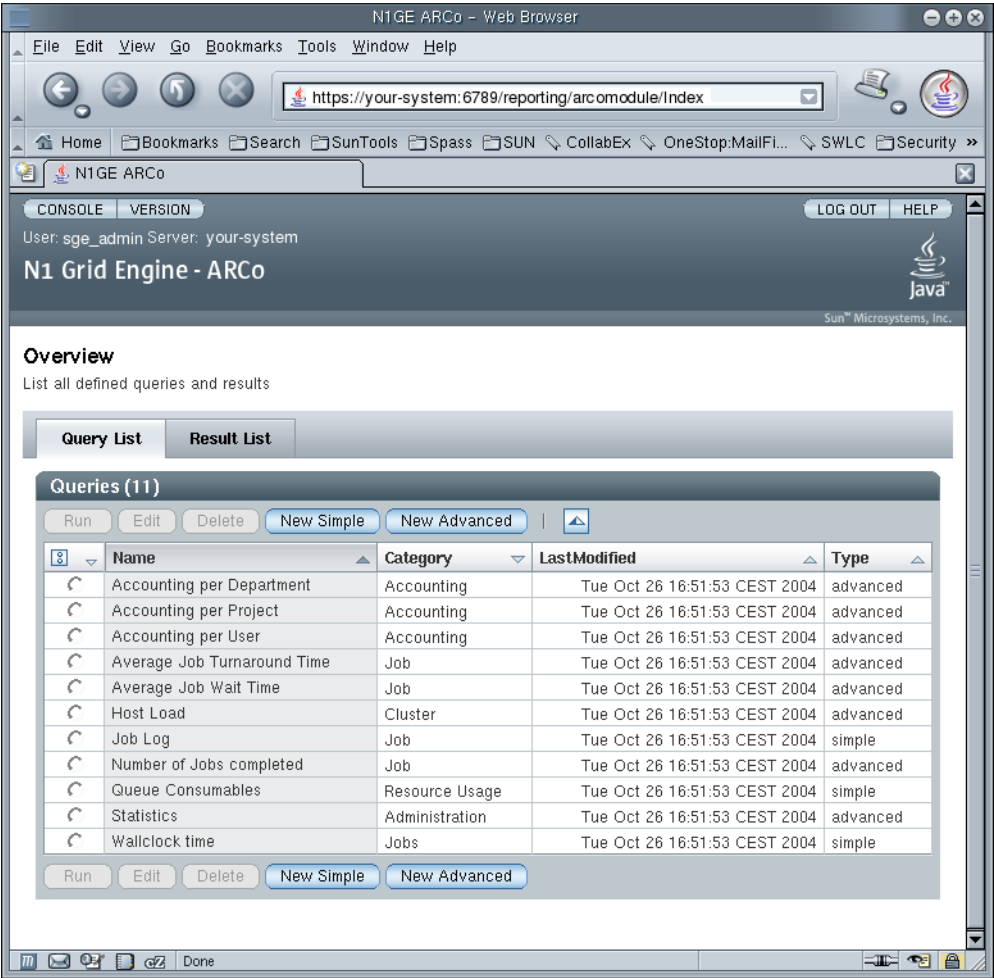 N1GE ARCo - Web Browser
File Edit View Go Bookmarks Tools Window Help
https://your-system:6789/reporting/arcomodule/Index
Home Bookmarks Search SunTools Spass SUN CollabEx OneStop:MailFi... SWLC Security »
N1GE ARCo
CONSOLE VERSION LOG OUT HELP
User: sge_admin Server: your-system
N1 Grid Engine - ARCo
Java™
Sun™ Microsystems, Inc.
Overview
List all defined queries and results
Query List Result List
Queries (11)
Run Edit Delete New Simple New Advanced |
Name Category LastModified Type
Accounting per Department Accounting Tue Oct 26 16:51:53 CEST 2004 advanced
Accounting per Project Accounting Tue Oct 26 16:51:53 CEST 2004 advanced
Accounting per User Accounting Tue Oct 26 16:51:53 CEST 2004 advanced
Average Job Turnaround Time Job Tue Oct 26 16:51:53 CEST 2004 advanced
Average Job Wait Time Job Tue Oct 26 16:51:53 CEST 2004 advanced
Host Load Cluster Tue Oct 26 16:51:53 CEST 2004 advanced
Job Log Job Tue Oct 26 16:51:53 CEST 2004 simple
Number of Jobs completed Job Tue Oct 26 16:51:53 CEST 2004 advanced
Queue Consumables Resource Usage Tue Oct 26 16:51:53 CEST 2004 simple
Statistics Administration Tue Oct 26 16:51:53 CEST 2004 advanced
Wallclock time Jobs Tue Oct 26 16:51:53 CEST 2004 simple
Run Edit Delete New Simple New Advanced
Done